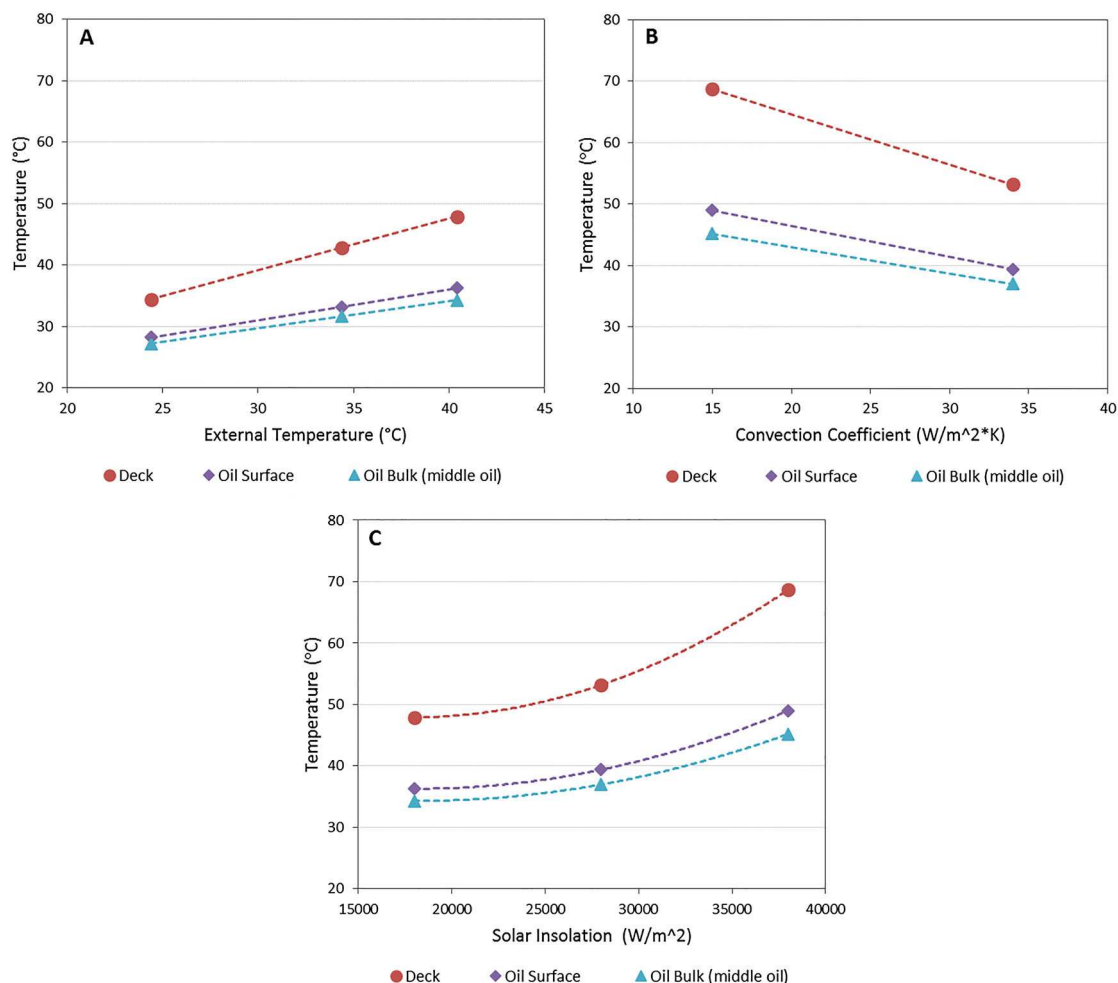 A
80
70
60
50
40
30
20
Temperature (°C)
20 25 30 35 40 45
External Temperature (°C)
Deck Oil Surface Oil Bulk (middle oil)
B
80
70
60
50
40
30
20
Temperature (°C)
10 15 20 25 30 35 40
Convection Coefficient (W/m^2*K)
Deck Oil Surface Oil Bulk (middle oil)
C
80
70
60
50
40
30
20
Temperature (°C)
15000 20000 25000 30000 35000 40000
Solar Insolation (W/m^2)
Deck Oil Surface Oil Bulk (middle oil)